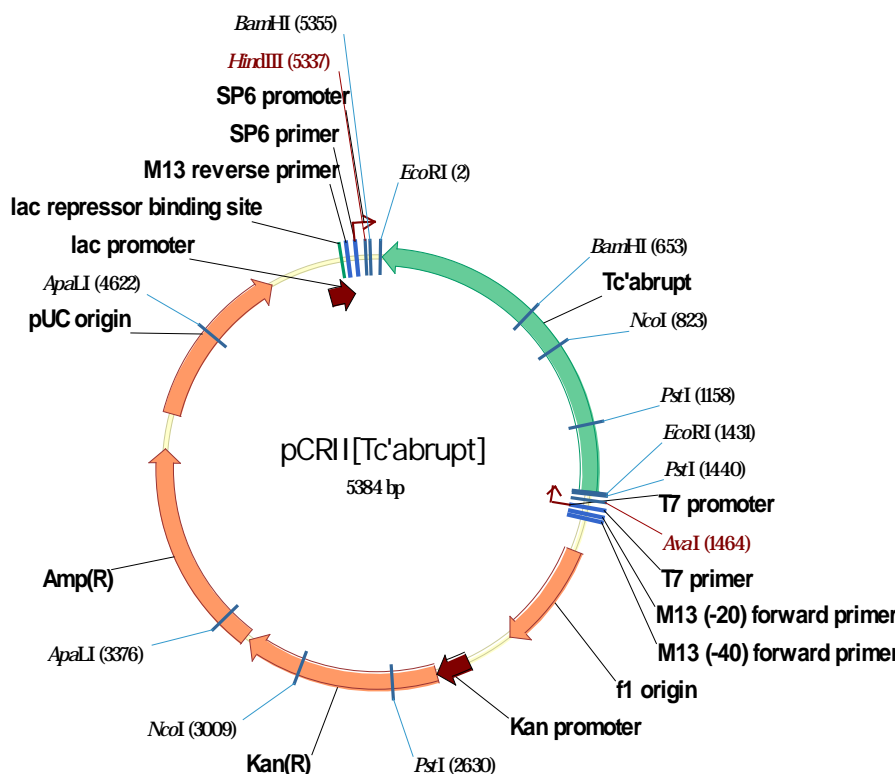 BamHI (5355)
HindIII (5337)
SP6 promoter
SP6 primer
M13 reverse primer
EcoRI (2)
lac repressor binding site
lac promoter
BamHI (653)
Tc'abrupt
ApaLI (4622)
pUC origin
NcoI (823)
PstI (1158)
EcoRI (1431)
pCRII[Tc'abrupt]
5384 bp
PstI (1440)
T7 promoter
AvaI (1464)
T7 primer
Amp(R)
M13 (-20) forward primer
ApaLI (3376)
M13 (-40) forward primer
f1 origin
NcoI (3009)
Kan promoter
Kan(R)
PstI (2630)